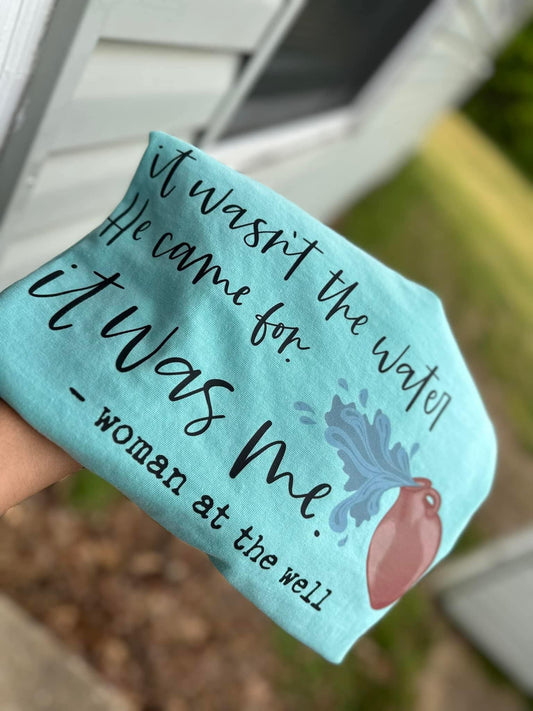 it wasn't the water
He came for.
it was me.
- woman at the well